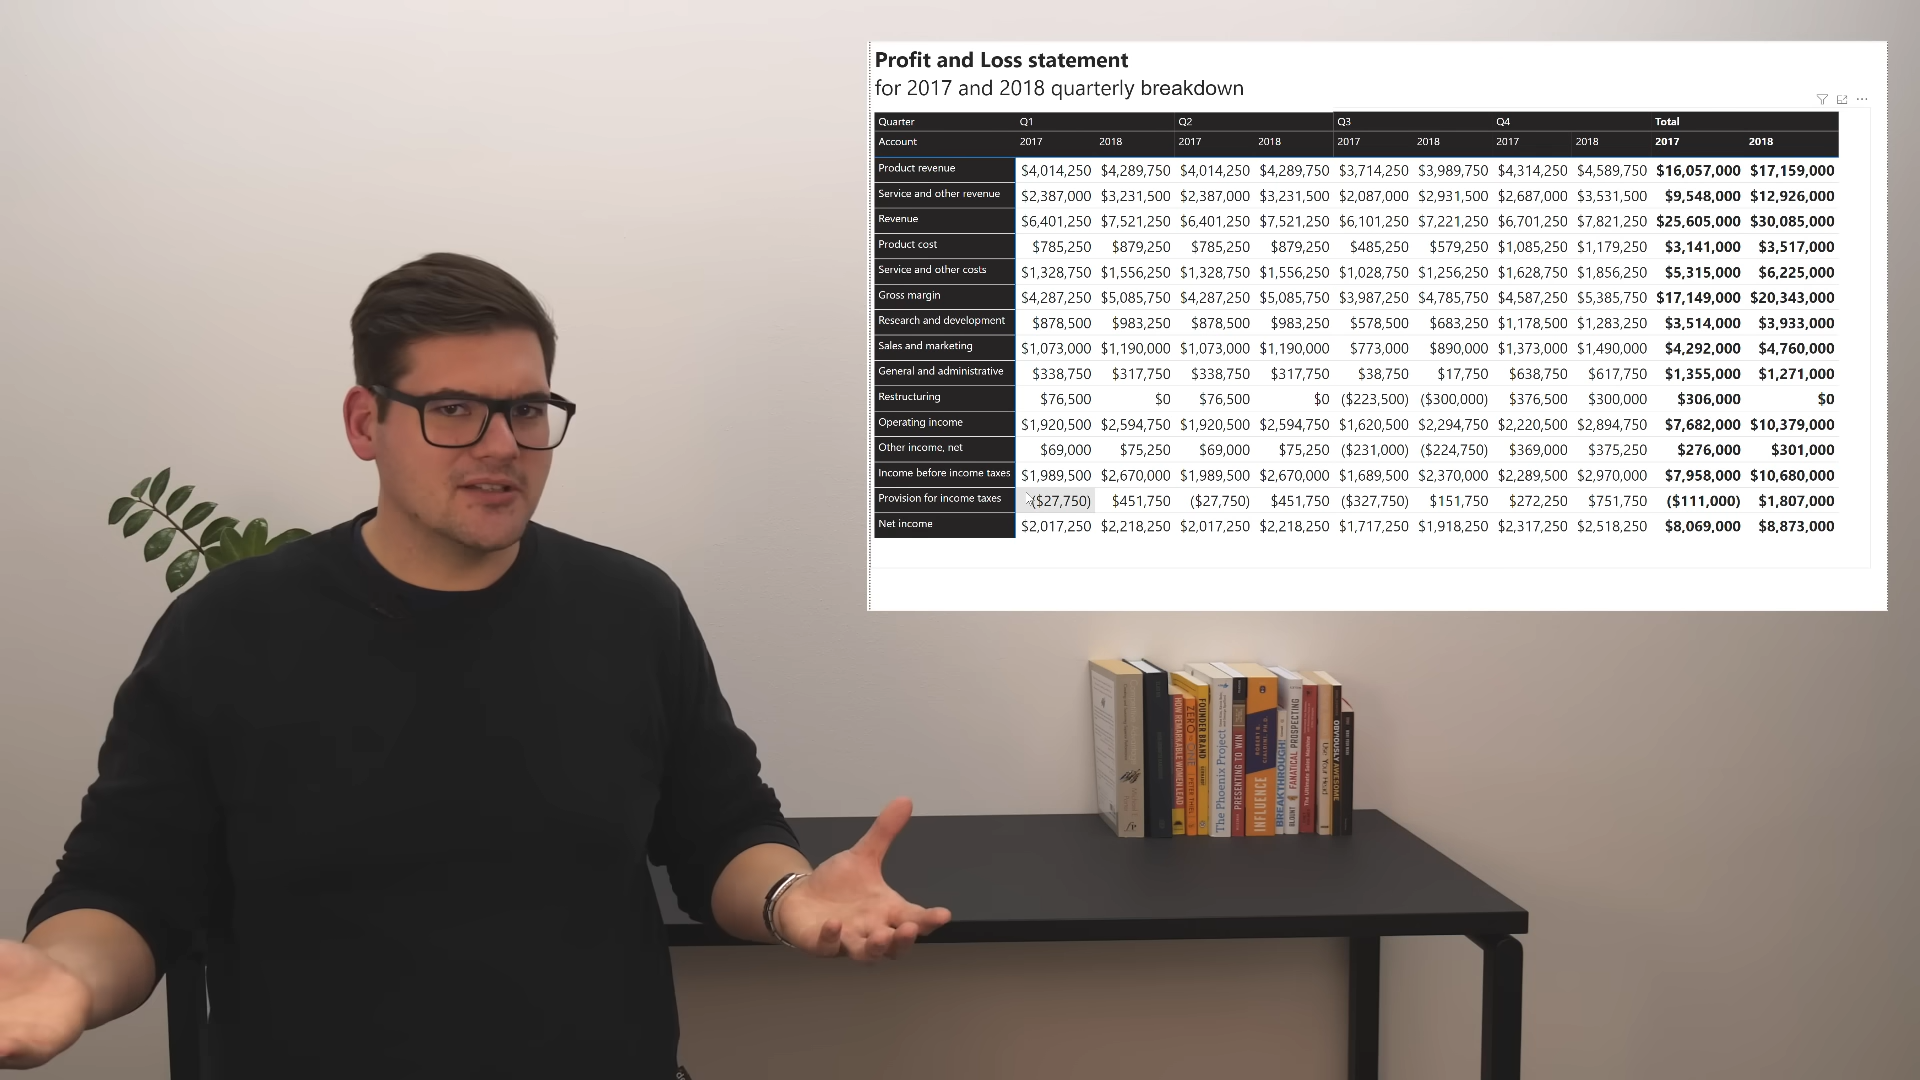 Profit and Loss statement
for 2017 and 2018 quarterly breakdown
Quarter Q1 Q2 Q3 Q4 Total
Account 2017 2018 2017 2018 2017 2018 2017 2018 2017 2018
Product revenue $4,014,250 $4,289,750 $4,014,250 $4,289,750 $3,714,250 $3,989,750 $4,314,250 $4,589,750 $16,057,000 $17,159,000
Service and other revenue $2,387,000 $3,231,500 $2,387,000 $3,231,500 $2,087,000 $2,931,500 $2,687,000 $3,531,500 $9,548,000 $12,926,000
Revenue $6,401,250 $7,521,250 $6,401,250 $7,521,250 $6,101,250 $7,221,250 $6,701,250 $7,821,250 $25,605,000 $30,085,000
Product cost $785,250 $879,250 $785,250 $879,250 $485,250 $579,250 $1,085,250 $1,179,250 $3,141,000 $3,517,000
Service and other costs $1,328,750 $1,556,250 $1,328,750 $1,556,250 $1,028,750 $1,256,250 $1,628,750 $1,856,250 $5,315,000 $6,225,000
Gross margin $4,287,250 $5,085,750 $4,287,250 $5,085,750 $3,987,250 $4,785,750 $4,587,250 $5,385,750 $17,149,000 $20,343,000
Research and development $878,500 $983,250 $878,500 $983,250 $578,500 $683,250 $1,178,500 $1,283,250 $3,514,000 $3,933,000
Sales and marketing $1,073,000 $1,190,000 $1,073,000 $1,190,000 $773,000 $890,000 $1,373,000 $1,490,000 $4,292,000 $4,760,000
General and administrative $338,750 $317,750 $338,750 $317,750 $38,750 $17,750 $638,750 $617,750 $1,355,000 $1,271,000
Restructuring $76,500 $0 $76,500 $0 ($223,500) ($300,000) $376,500 $300,000 $306,000 $0
Operating income $1,920,500 $2,594,750 $1,920,500 $2,594,750 $1,620,500 $2,294,750 $2,220,500 $2,894,750 $7,682,000 $10,379,000
Other income, net $69,000 $75,250 $69,000 $75,250 ($231,000) ($224,750) $369,000 $375,250 $276,000 $301,000
Income before income taxes $1,989,500 $2,670,000 $1,989,500 $2,670,000 $1,689,500 $2,370,000 $2,289,500 $2,970,000 $7,958,000 $10,680,000
Provision for income taxes ($27,750) $451,750 ($27,750) $451,750 ($327,750) $151,750 $272,250 $751,750 ($111,000) $1,807,000
Net income $2,017,250 $2,218,250 $2,017,250 $2,218,250 $1,717,250 $1,918,250 $2,317,250 $2,518,250 $8,069,000 $8,873,000
HOW REMARKABLE WOMEN LEAD
ZERO
FOUNDER BRAND
The Phoenix Project
PRESENTING TO WIN
INFLUENCE
BREAKTHROUGH
BLOUNT FANATICAL PROSPECTING
The Ultimate Sales Machine
OBVIOUSLY AWESOME